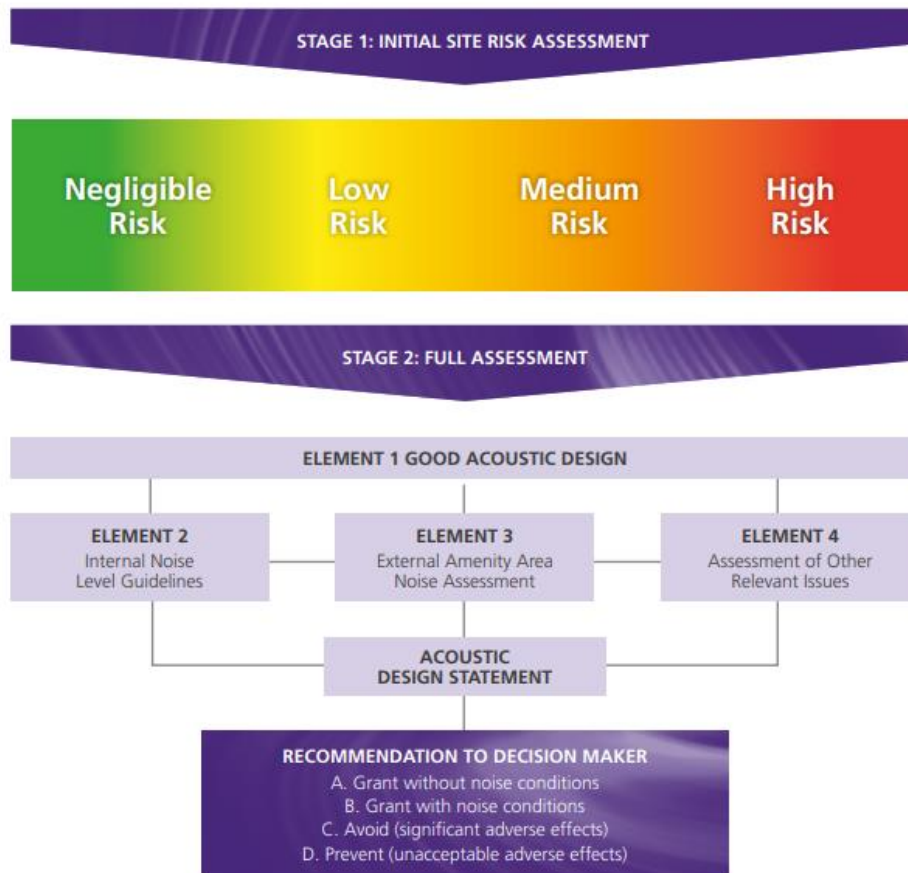 STAGE 1: INITIAL SITE RISK ASSESSMENT
Negligible
Risk
Low
Risk
Medium
Risk
High
Risk
STAGE 2: FULL ASSESSMENT
ELEMENT 1 GOOD ACOUSTIC DESIGN
ELEMENT 2
Internal Noise
Level Guidelines
ELEMENT 3
External Amenity Area
Noise Assessment
ELEMENT 4
Assessment of Other
Relevant Issues
ACOUSTIC
DESIGN STATEMENT
RECOMMENDATION TO DECISION MAKER
A. Grant without noise conditions
B. Grant with noise conditions
C. Avoid (significant adverse effects)
D. Prevent (unacceptable adverse effects)